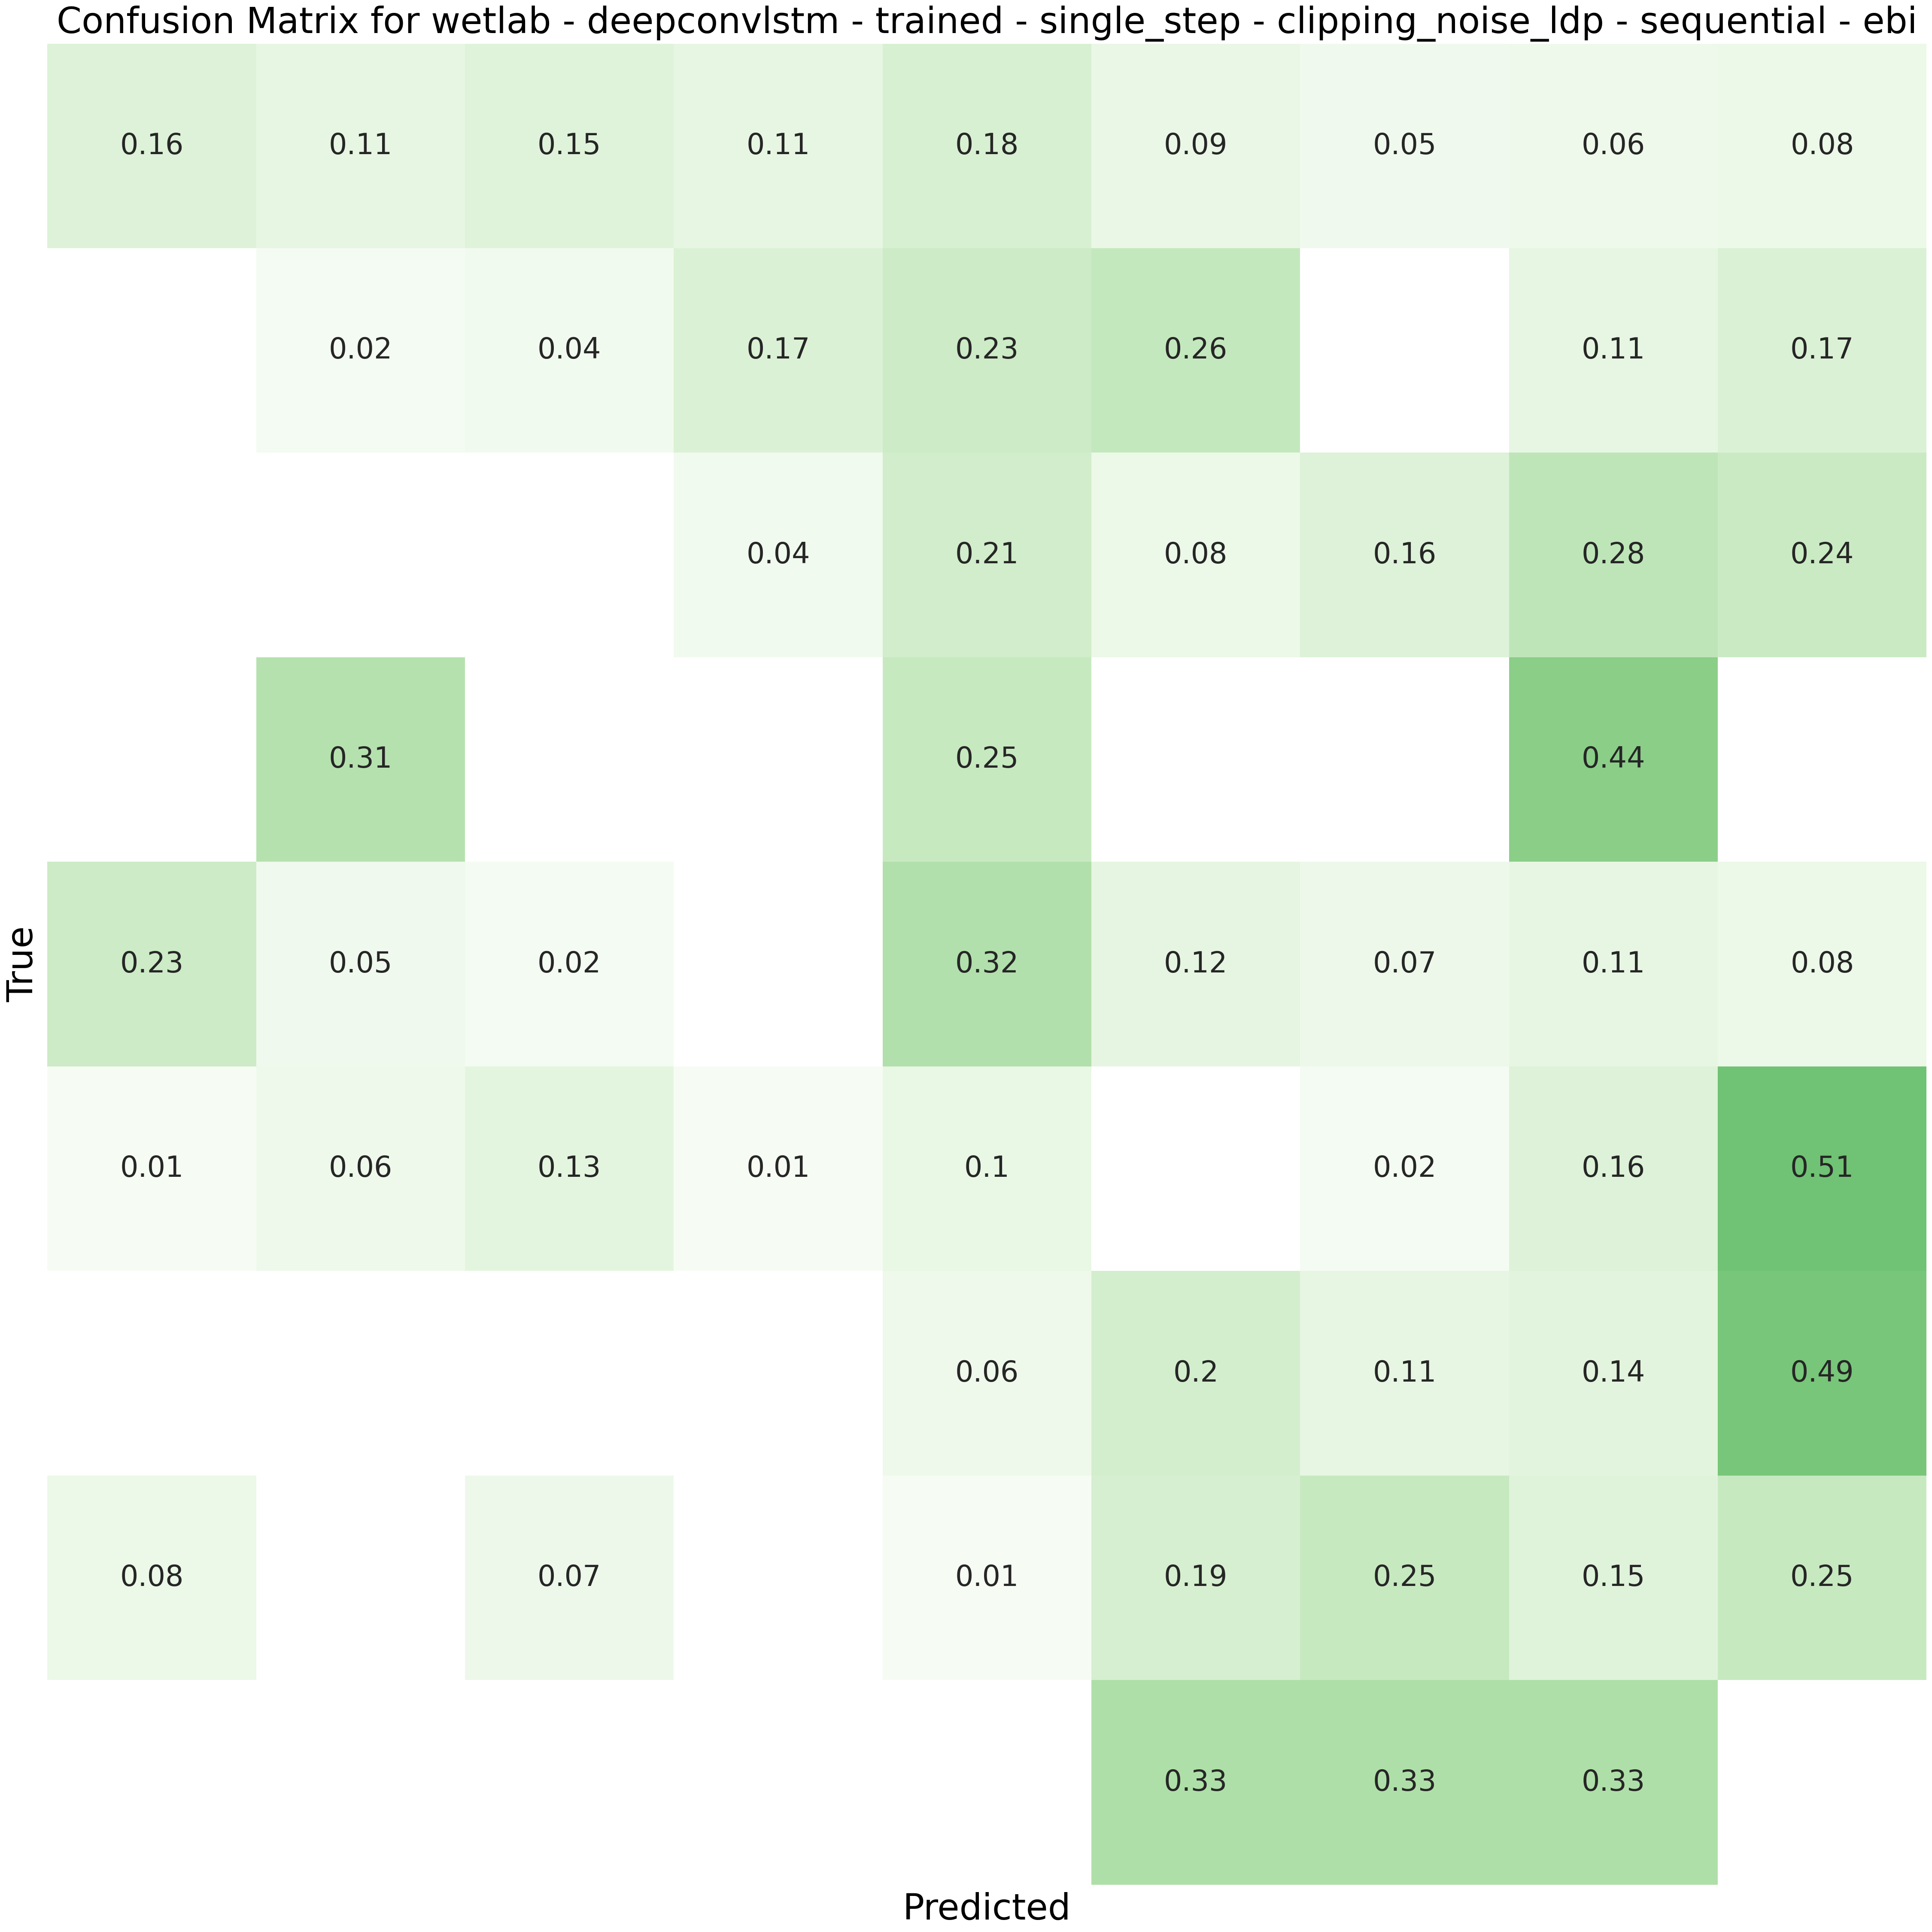 Confusion Matrix for wetlab - deepconvlstm - trained - single_step - clipping_noise_ldp - sequential - ebi
0.16 0.11 0.15 0.11 0.18 0.09 0.05 0.06 0.08
0.02 0.04 0.17 0.23 0.26 0.11 0.17
0.04 0.21 0.08 0.16 0.28 0.24
0.31 0.25 0.44
0.23 0.05 0.02 0.32 0.12 0.07 0.11 0.08
0.01 0.06 0.13 0.01 0.1 0.02 0.16 0.51
0.06 0.2 0.11 0.14 0.49
0.08 0.07 0.01 0.19 0.25 0.15 0.25
0.33 0.33 0.33
True
Predicted